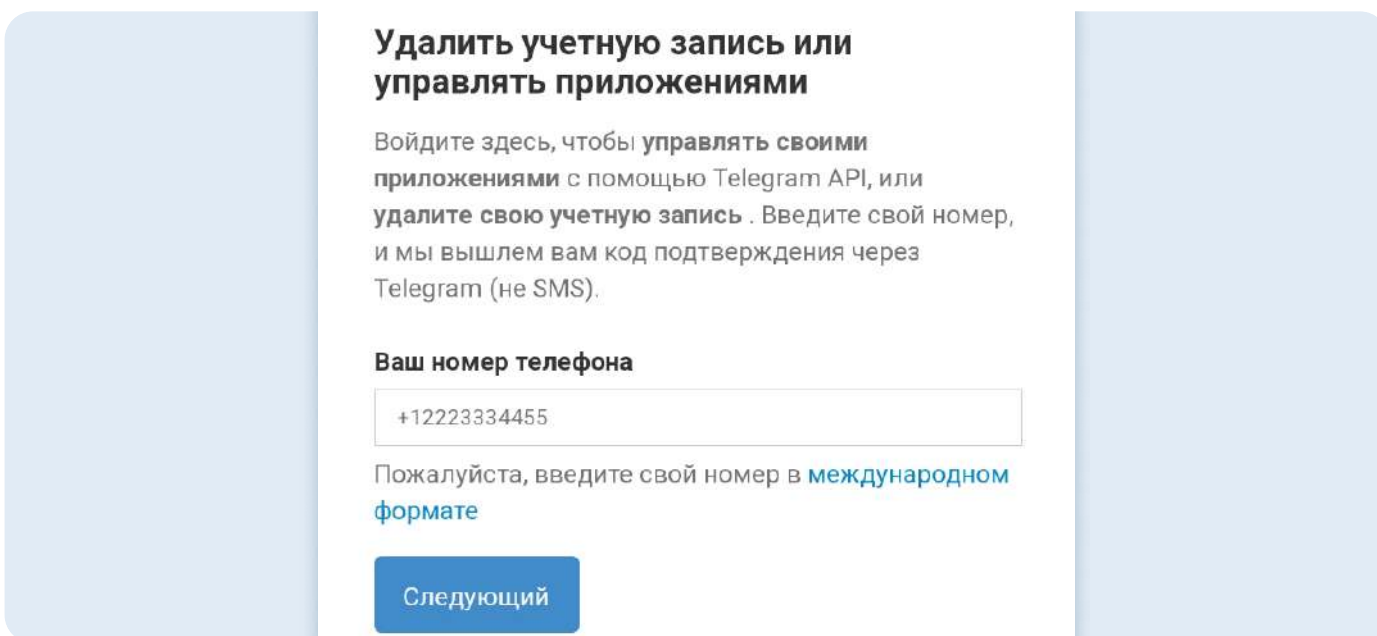 Удалить учетную запись или
управлять приложениями
Войдите здесь, чтобы управлять своими
приложениями с помощью Telegram API, или
удалите свою учетную запись . Введите свой номер,
и мы вышлем вам код подтверждения через
Telegram (не SMS).
Ваш номер телефона
+12223334455
Пожалуйста, введите свой номер в международном
формате
Следующий